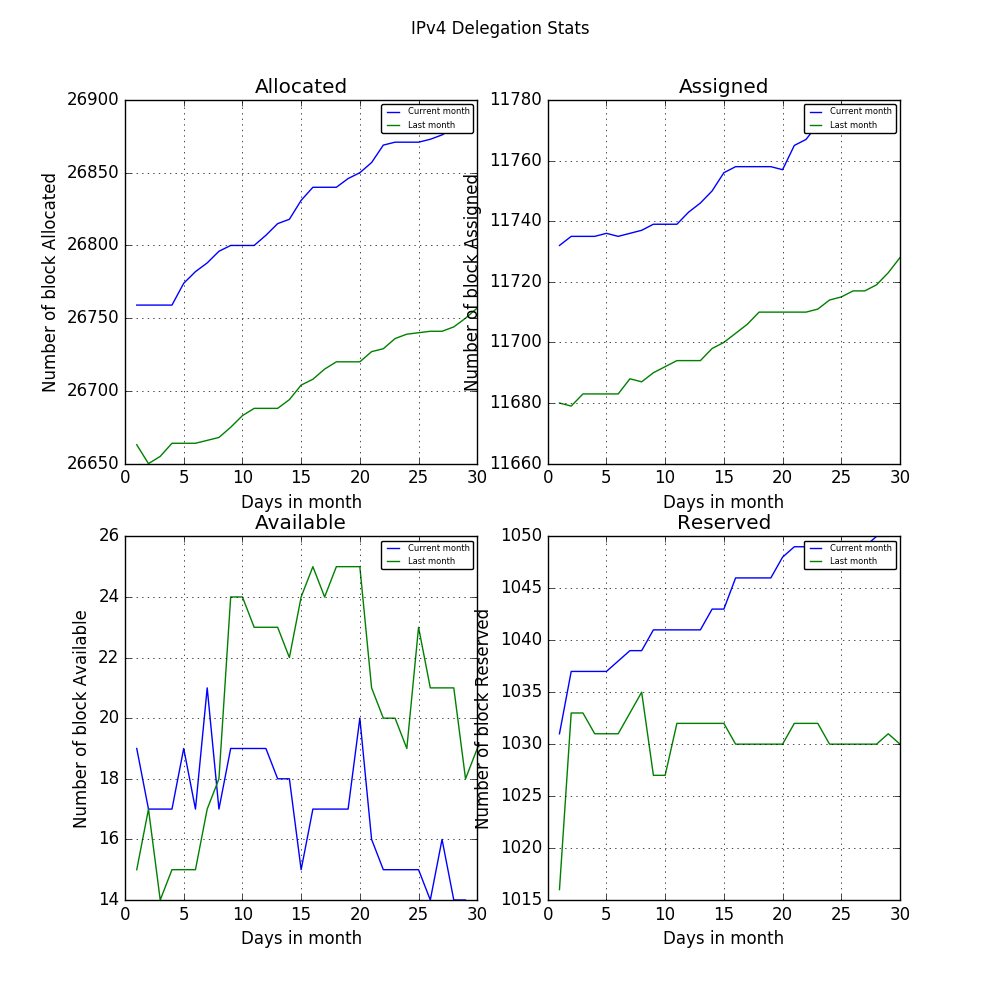 IPv4 Delegation Stats
Allocated
Current month
Last month
26900
26850
26800
26750
26700
26650
Number of block Allocated
0 5 10 15 20 25 30
Days in month
Assigned
Current month
Last month
11780
11760
11740
11720
11700
11680
11660
Number of block Assigned
0 5 10 15 20 25 30
Days in month
Available
Current month
Last month
26
24
22
20
18
16
14
Number of block Available
0 5 10 15 20 25 30
Days in month
Reserved
Current month
Last month
1050
1045
1040
1035
1030
1025
1020
1015
Number of block Reserved
0 5 10 15 20 25 30
Days in month